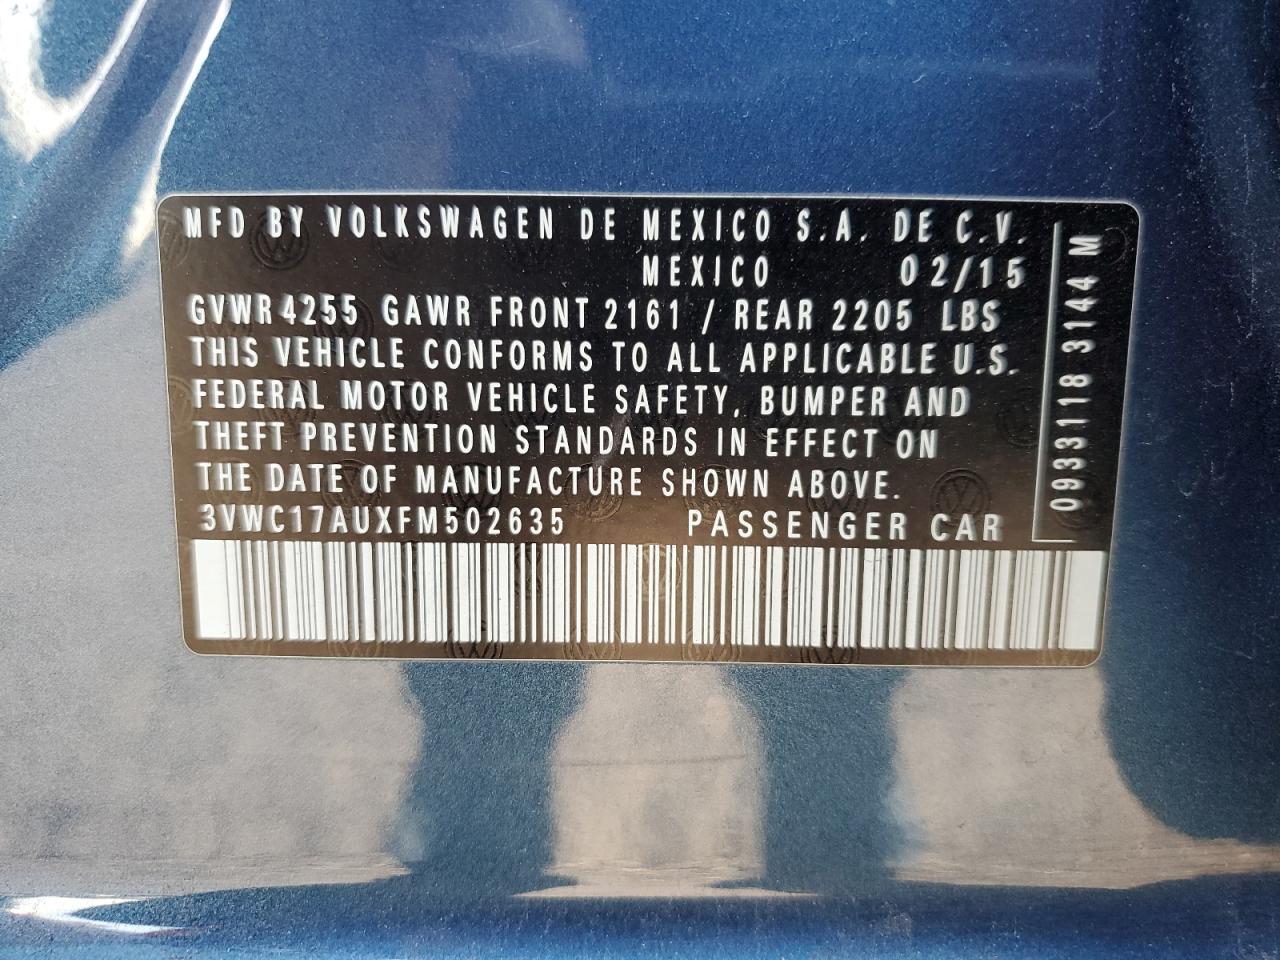 MFD BY VOLKSWAGEN DE MEXICO S.A. DE C.V.
MEXICO 02/15
GVWR 4255 GAWR FRONT 2161 / REAR 2205 LBS
THIS VEHICLE CONFORMS TO ALL APPLICABLE U.S.
FEDERAL MOTOR VEHICLE SAFETY, BUMPER AND
THEFT PREVENTION STANDARDS IN EFFECT ON
THE DATE OF MANUFACTURE SHOWN ABOVE.
3VWC17AUXFM502635 PASSENGER CAR
0933118 3144 M